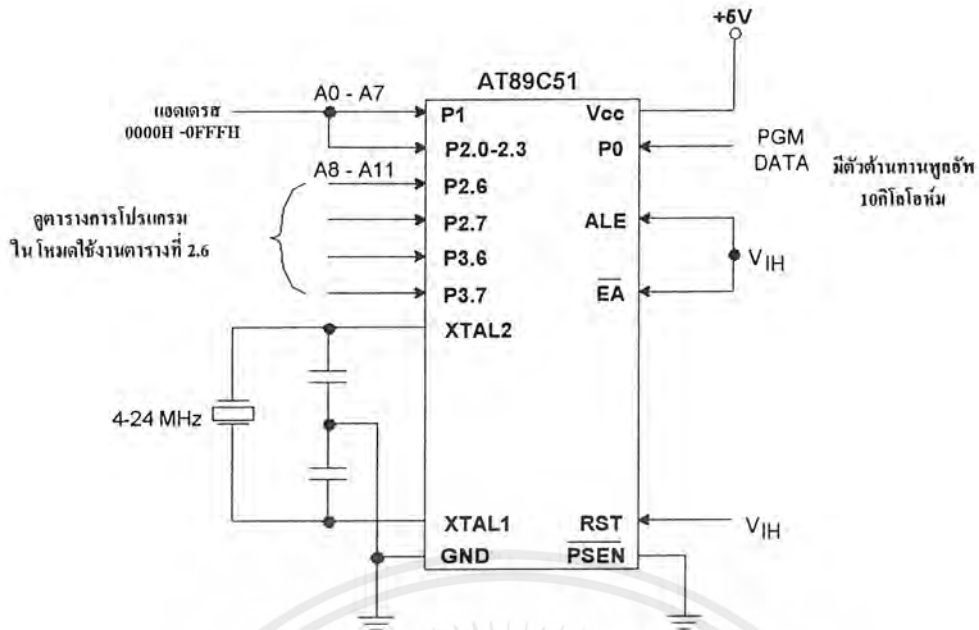 +5V
AT89C51
แอดเดรส
0000H -0FFFH
A0 - A7
P1
P2.0-2.3
A8 - A11
P2.6
P2.7
P3.6
P3.7
XTAL2
XTAL1
GND
Vcc
P0
ALE
EA
RST
PSEN
PGM
DATA
มีตัวต้านทานพูลอัพ
10กิโลโอห์ม
VIH
VIH
ดูตารางการโปรแกรม
ใน โหมดใช้งานตารางที่ 2.6
4-24 MHz